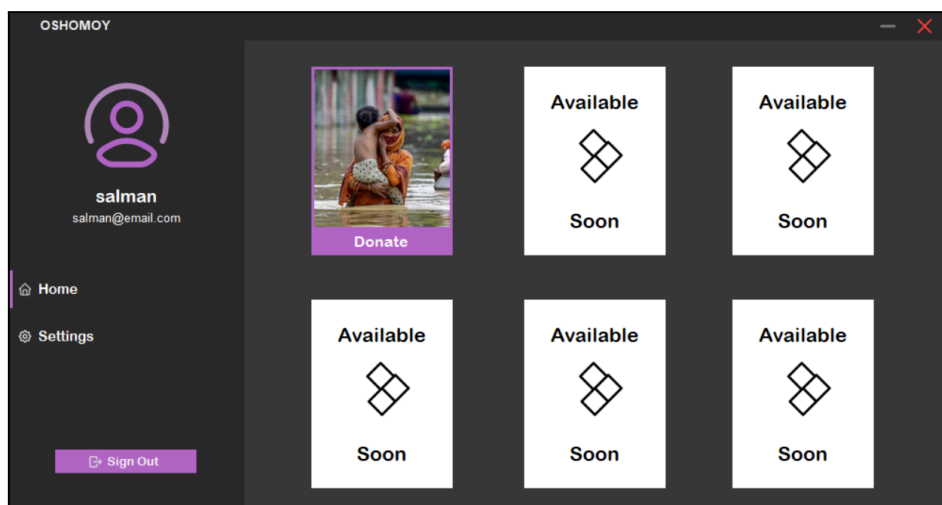 OSHOMOY
salman
salman@email.com
Home
Settings
Sign Out
Donate
Available
Soon
Available
Soon
Available
Soon
Available
Soon
Available
Soon